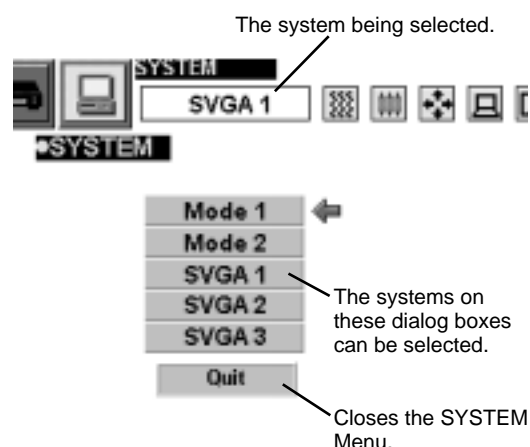 The system being selected.
SYSTEM
SVGA 1
SYSTEM
Mode 1
Mode 2
SVGA 1
SVGA 2
SVGA 3
The systems on
these dialog boxes
can be selected.
Quit
Closes the SYSTEM
Menu.